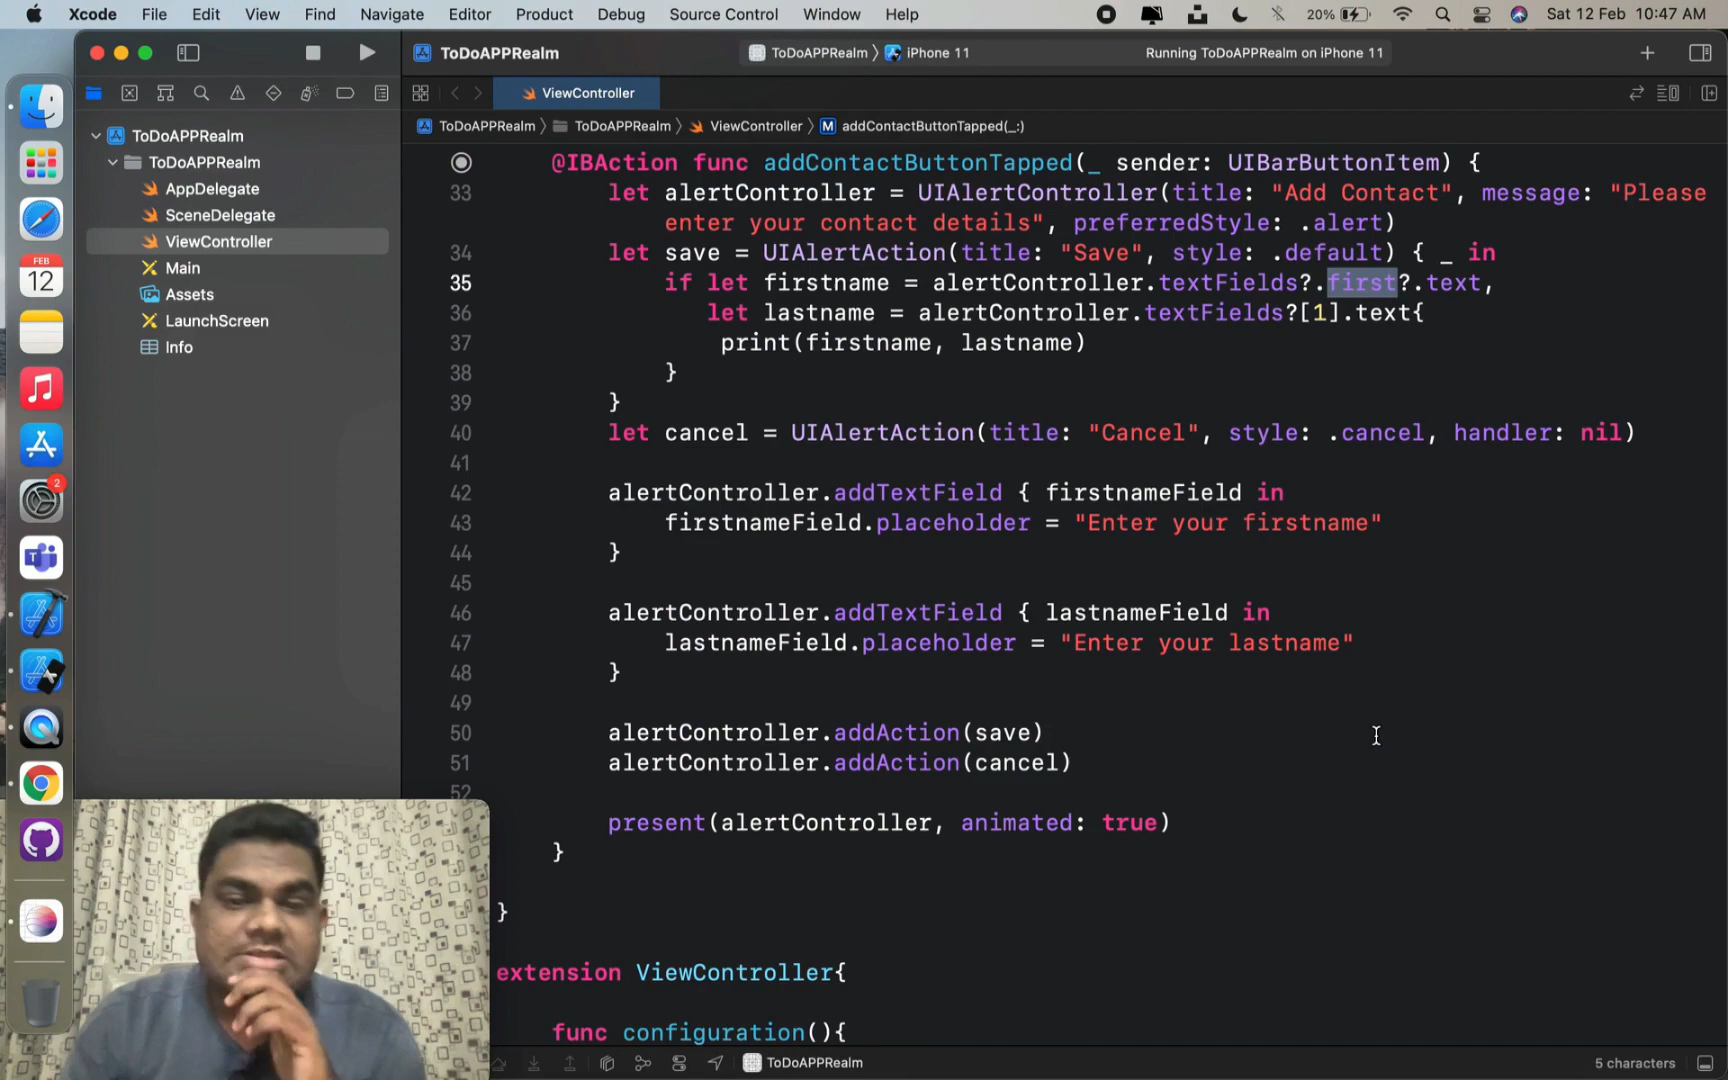 Xcode File Edit View Find Navigate Editor Product Debug Source Control Window Help 20% Sat 12 Feb 10:47 AM
ToDoAPPRealm ToDoAPPRealm iPhone 11 Running ToDoAPPRealm on iPhone 11
ViewController
ToDoAPPRealm ToDoAPPRealm ViewController M addContactButtonTapped(_:)
ToDoAPPRealm
ToDoAPPRealm
AppDelegate
SceneDelegate
ViewController
Main
Assets
LaunchScreen
Info
FEB
12
2
@IBAction func addContactButtonTapped(_ sender: UIBarButtonItem) {
33 let alertController = UIAlertController(title: "Add Contact", message: "Please
enter your contact details", preferredStyle: .alert)
34 let save = UIAlertAction(title: "Save", style: .default) { _ in
35 if let firstname = alertController.textFields?.first?.text,
36 let lastname = alertController.textFields?[1].text{
37 print(firstname, lastname)
38 }
39 }
40 let cancel = UIAlertAction(title: "Cancel", style: .cancel, handler: nil)
41
42 alertController.addTextField { firstnameField in
43 firstnameField.placeholder = "Enter your firstname"
44 }
45
46 alertController.addTextField { lastnameField in
47 lastnameField.placeholder = "Enter your lastname"
48 }
49
50 alertController.addAction(save)
51 alertController.addAction(cancel)
52
present(alertController, animated: true)
}
}
extension ViewController{
func configuration(){
ToDoAPPRealm 5 characters